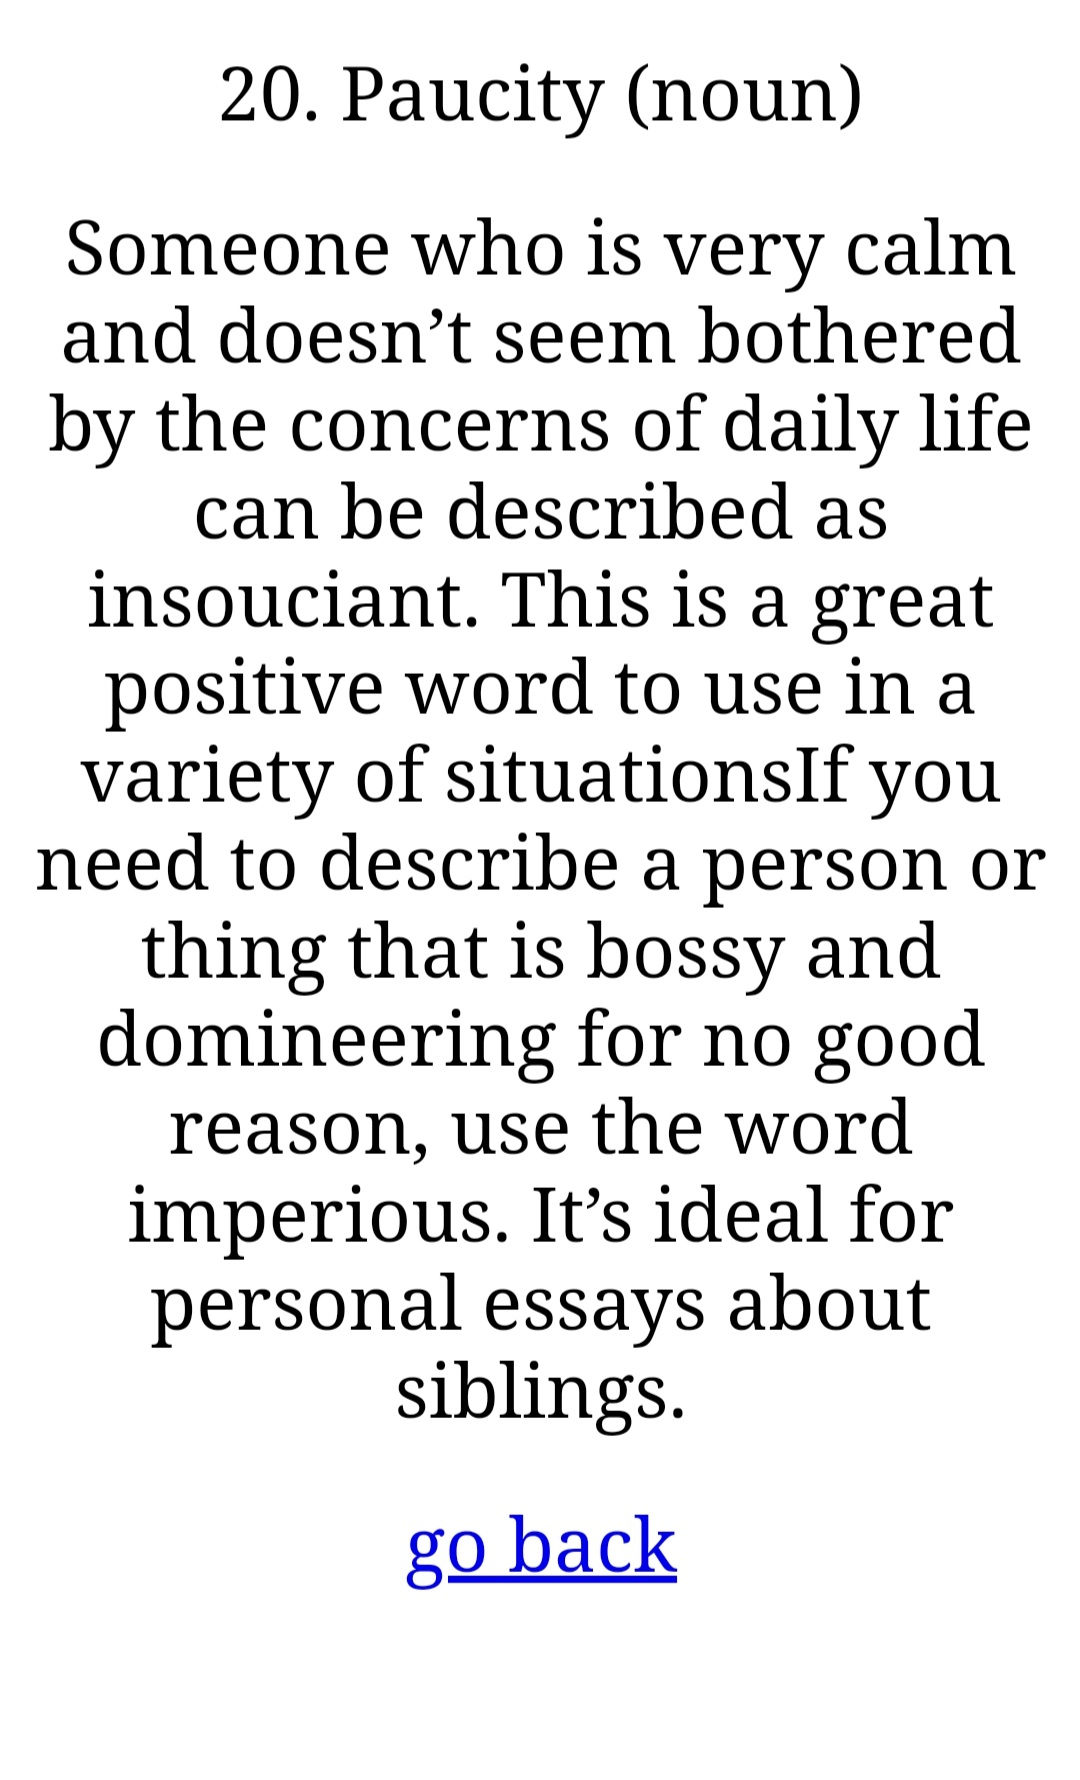 20. Paucity (noun)
Someone who is very calm
and doesn’t seem bothered
by the concerns of daily life
can be described as
insouciant. This is a great
positive word to use in a
variety of situationsIf you
need to describe a person or
thing that is bossy and
domineering for no good
reason, use the word
imperious. It’s ideal for
personal essays about
siblings.
go back